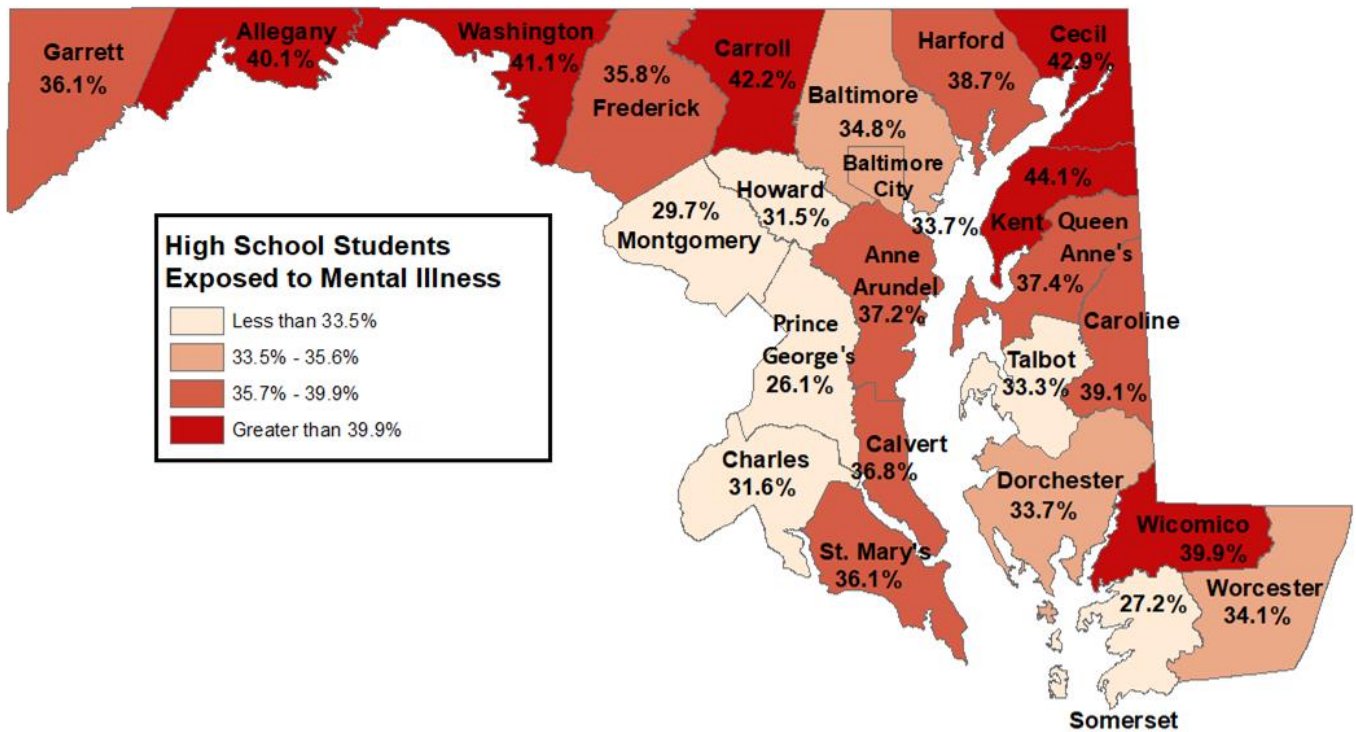 Garrett
36.1%
Allegany
40.1%
Washington
41.1%
35.8%
Frederick
Carroll
42.2%
Baltimore
34.8%
Baltimore
City
33.7%
Harford
38.7%
Cecil
42.9%
44.1%
Kent
Queen
Anne's
37.4%
Howard
31.5%
29.7%
Montgomery
Anne
Arundel
37.2%
Prince
George's
26.1%
Caroline
39.1%
Talbot
33.3%
Charles
31.6%
Calvert
36.8%
Dorchester
33.7%
St. Mary's
36.1%
Wicomico
39.9%
Worcester
34.1%
27.2%
Somerset
High School Students
Exposed to Mental Illness
Less than 33.5%
33.5% - 35.6%
35.7% - 39.9%
Greater than 39.9%